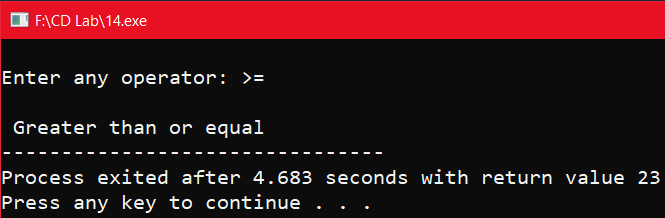 F:\CD Lab\14.exe
Enter any operator: >=
Greater than or equal
--------------------------------
Process exited after 4.683 seconds with return value 23
Press any key to continue . . .